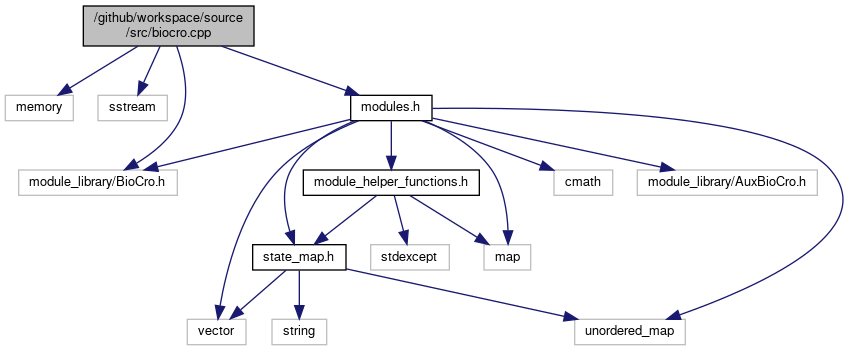 /github/workspace/source
/src/biocro.cpp
memory
sstream
modules.h
module_library/BioCro.h
module_helper_functions.h
cmath
module_library/AuxBioCro.h
state_map.h
stdexcept
map
vector
string
unordered_map